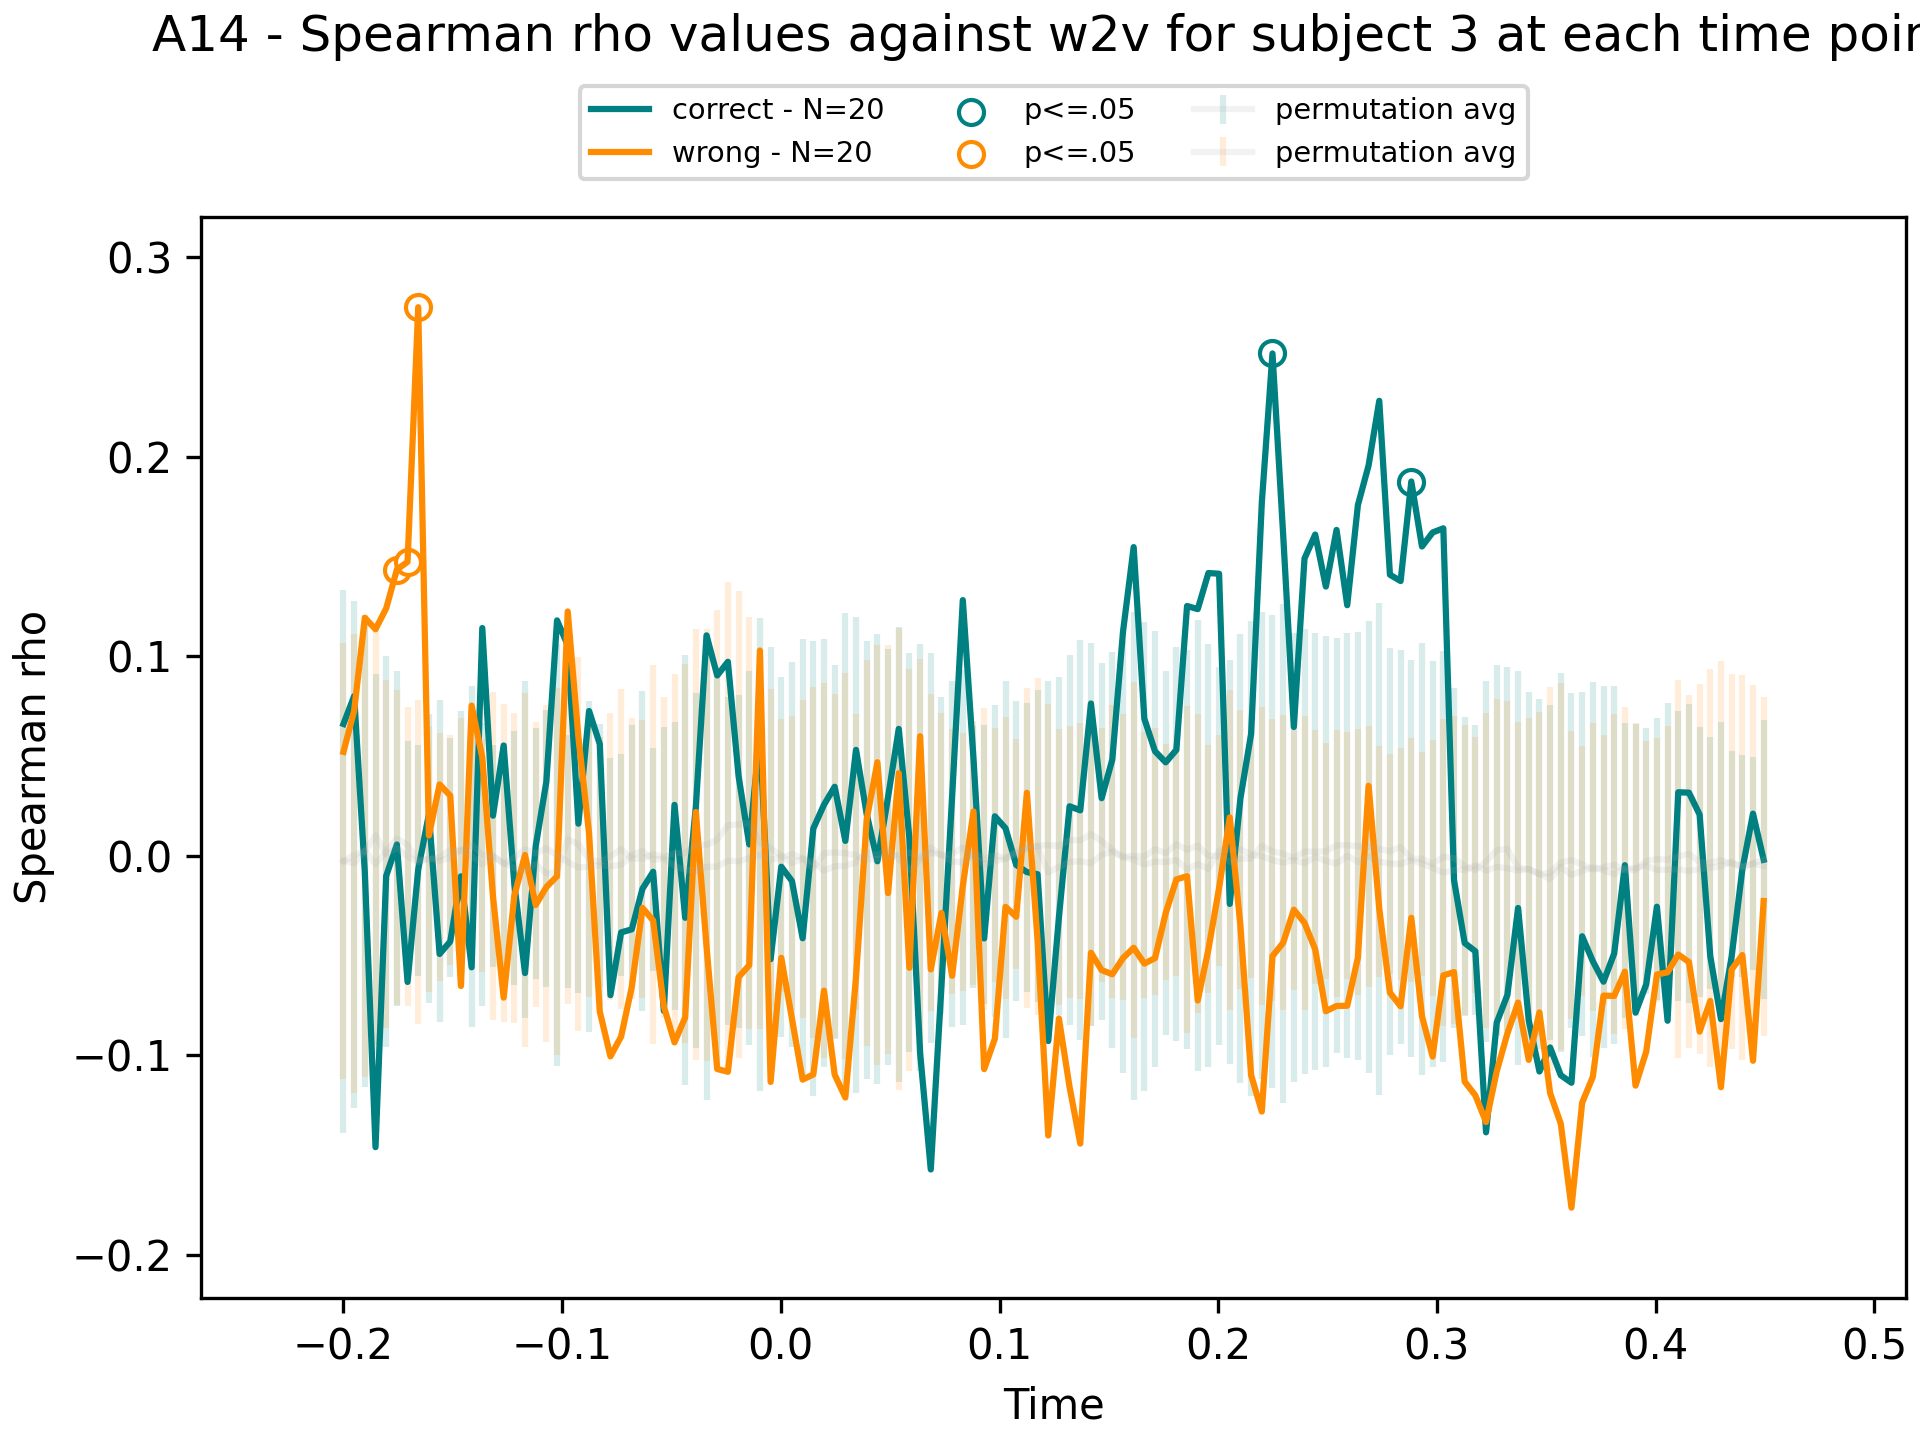 A14 - Spearman rho values against w2v for subject 3 at each time poin
correct - N=20
wrong - N=20
p<=.05
p<=.05
permutation avg
permutation avg
Spearman rho
0.3
0.2
0.1
0.0
−0.1
−0.2
−0.2 −0.1 0.0 0.1 0.2 0.3 0.4 0.5
Time